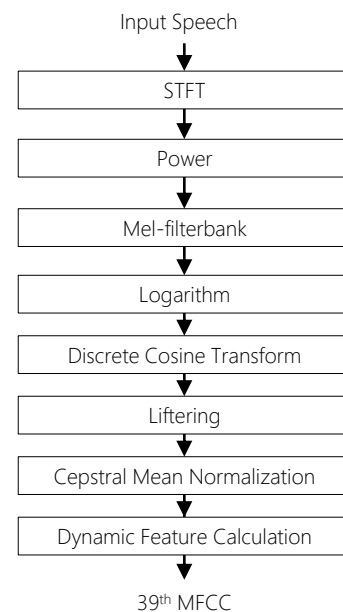 Input Speech
STFT
Power
Mel-filterbank
Logarithm
Discrete Cosine Transform
Liftering
Cepstral Mean Normalization
Dynamic Feature Calculation
39th MFCC